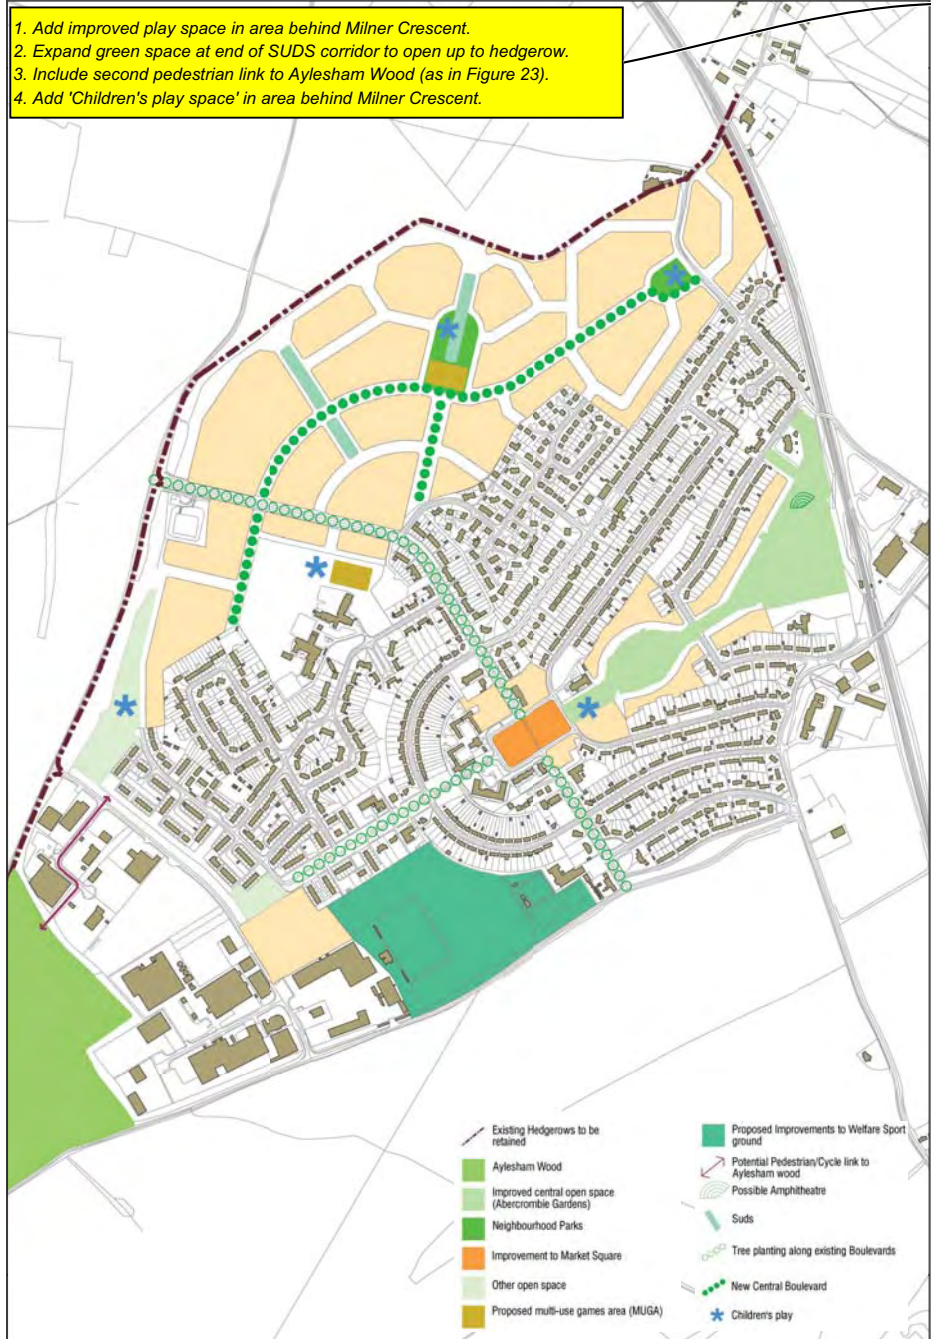 1. Add improved play space in area behind Milner Crescent.
2. Expand green space at end of SUDS corridor to open up to hedgerow.
3. Include second pedestrian link to Aylesham Wood (as in Figure 23).
4. Add 'Children's play space' in area behind Milner Crescent.
Existing Hedgerows to be
retained
Aylesham Wood
Improved central open space
(Abercrombie Gardens)
Neighbourhood Parks
Improvement to Market Square
Other open space
Proposed multi-use games area (MUGA)
Proposed Improvements to Welfare Sport
ground
Potential Pedestrian/Cycle link to
Aylesham wood
Possible Amphitheatre
Suds
Tree planting along existing Boulevards
New Central Boulevard
Children's play